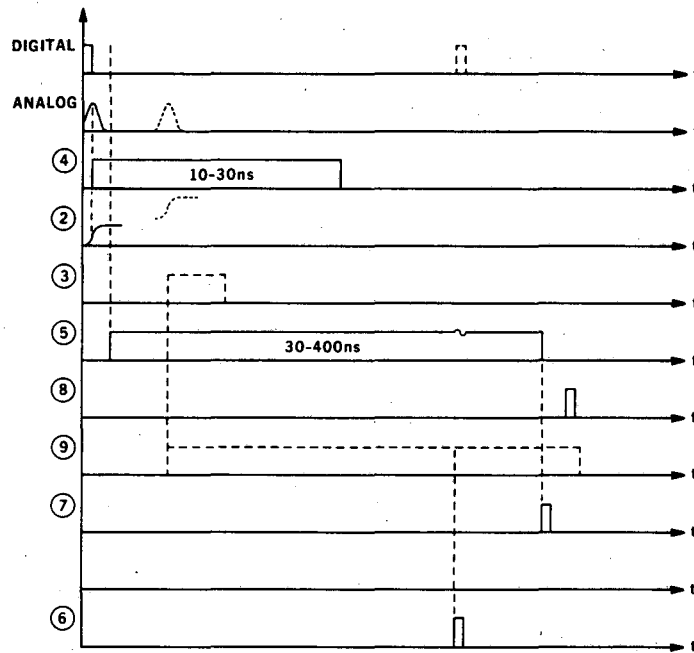 DIGITAL
t
ANALOG
t
④ 10-30ns t
② t
③ t
⑤ 30-400ns t
⑧ t
⑨ t
⑦ t
t
⑥ t